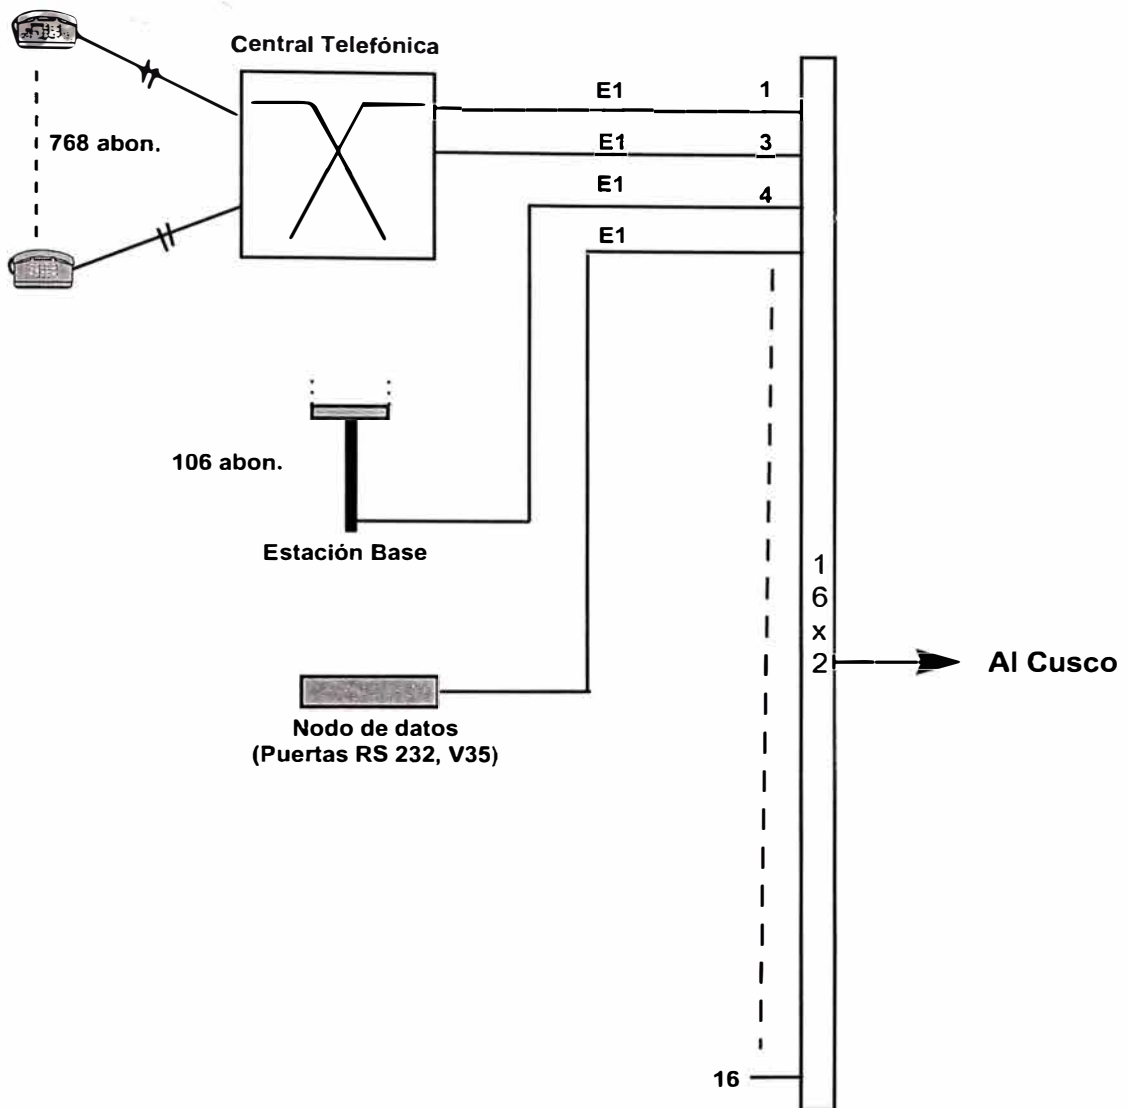 Central Telefónica
E1
1
768 abon.
E1
3
E1
4
E1
106 abon.
Estación Base
1
6
x
2
Al Cusco
Nodo de datos
(Puertas RS 232, V35)
16